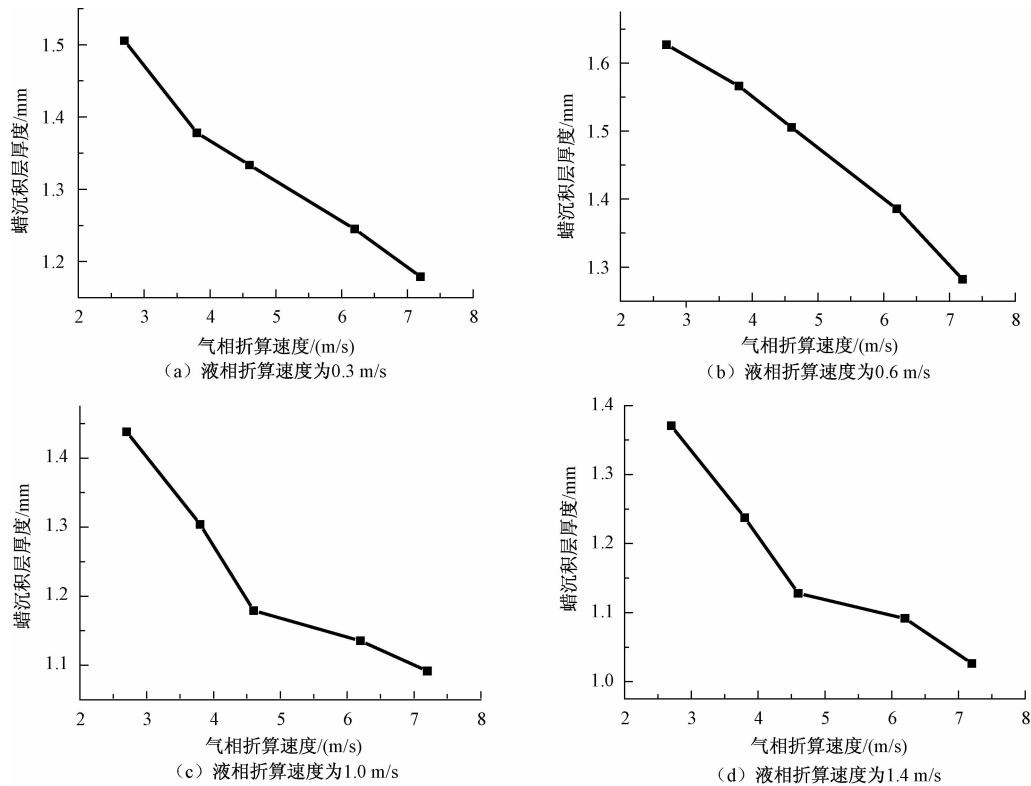 蜡沉积层厚度/mm
1.5
1.4
1.3
1.2
2 3 4 5 6 7 8
气相折算速度/(m/s)
（a）液相折算速度为0.3 m/s
蜡沉积层厚度/mm
1.6
1.5
1.4
1.3
2 3 4 5 6 7 8
气相折算速度/(m/s)
（b）液相折算速度为0.6 m/s
蜡沉积层厚度/mm
1.4
1.3
1.2
1.1
2 3 4 5 6 7 8
气相折算速度/(m/s)
（c）液相折算速度为1.0 m/s
蜡沉积层厚度/mm
1.4
1.3
1.2
1.1
1.0
2 3 4 5 6 7 8
气相折算速度/(m/s)
（d）液相折算速度为1.4 m/s